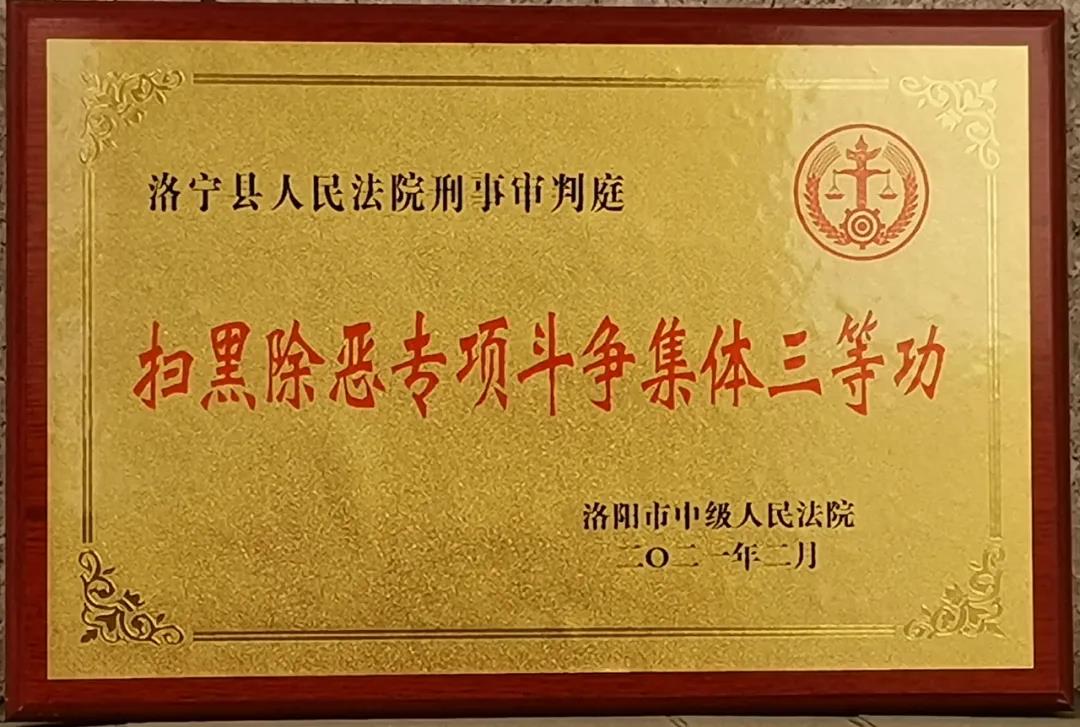 洛宁县人民法院刑事审判庭
扫黑除恶专项斗争集体三等功
洛阳市中级人民法院
二〇二一年二月